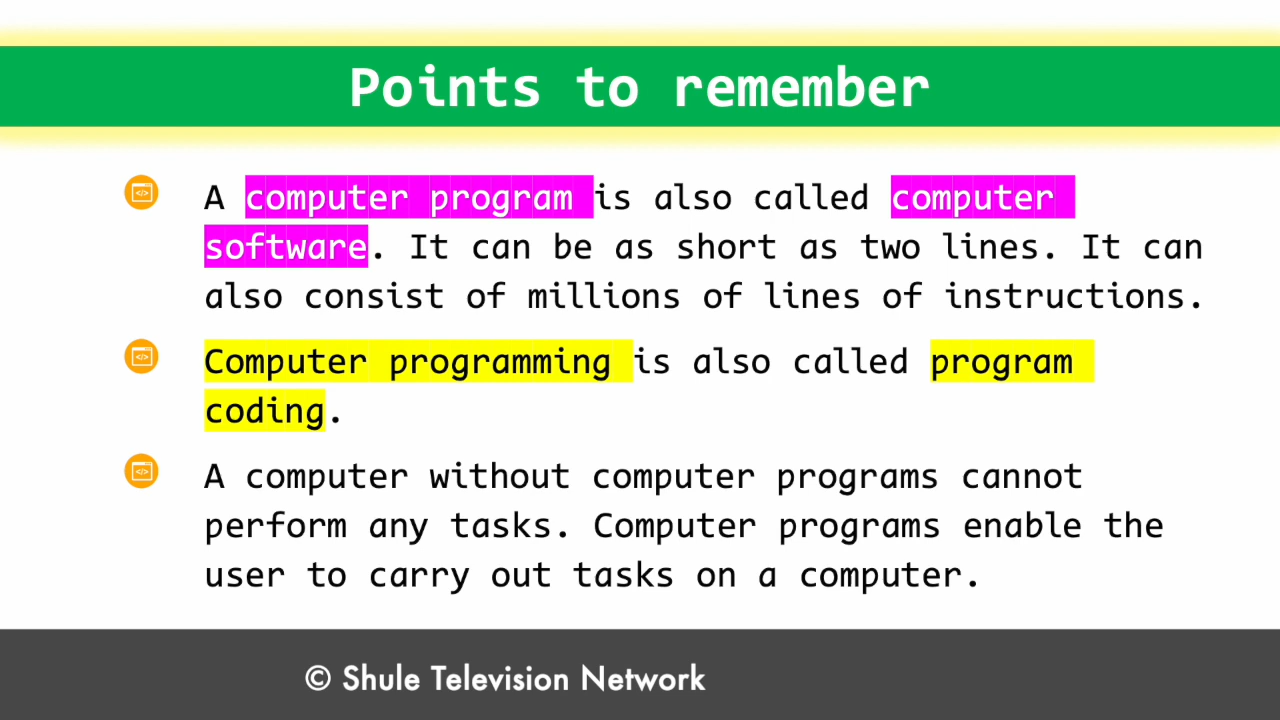 Points to remember
A computer program is also called computer
software. It can be as short as two lines. It can
also consist of millions of lines of instructions.
Computer programming is also called program
coding.
A computer without computer programs cannot
perform any tasks. Computer programs enable the
user to carry out tasks on a computer.
© Shule Television Network